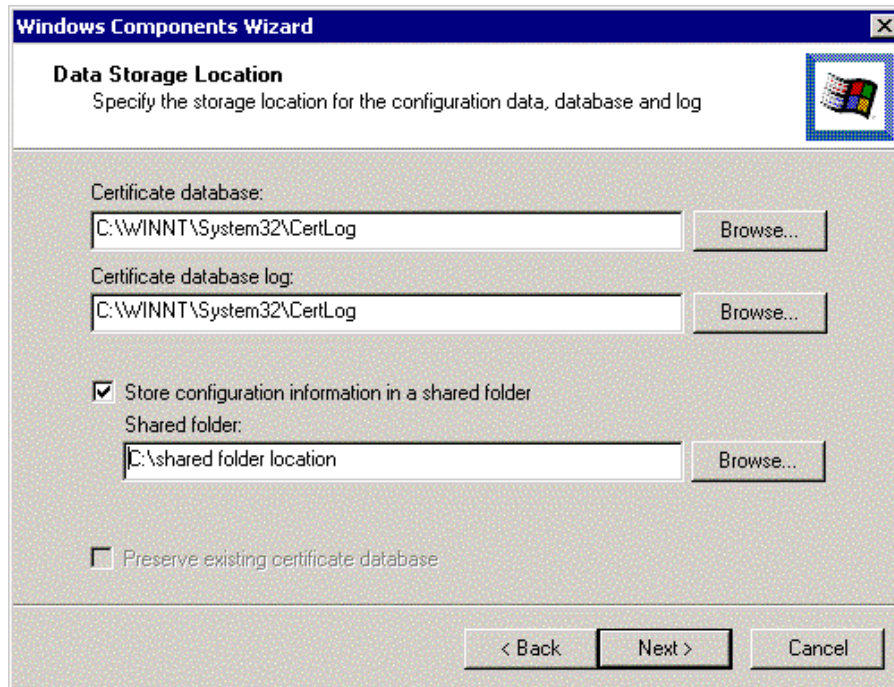 Windows Components Wizard
Data Storage Location
Specify the storage location for the configuration data, database and log
Certificate database:
C:\WINNT\System32\CertLog
Browse...
Certificate database log:
C:\WINNT\System32\CertLog
Browse...
Store configuration information in a shared folder
Shared folder:
C:\shared folder location
Browse...
Preserve existing certificate database
< Back
Next >
Cancel